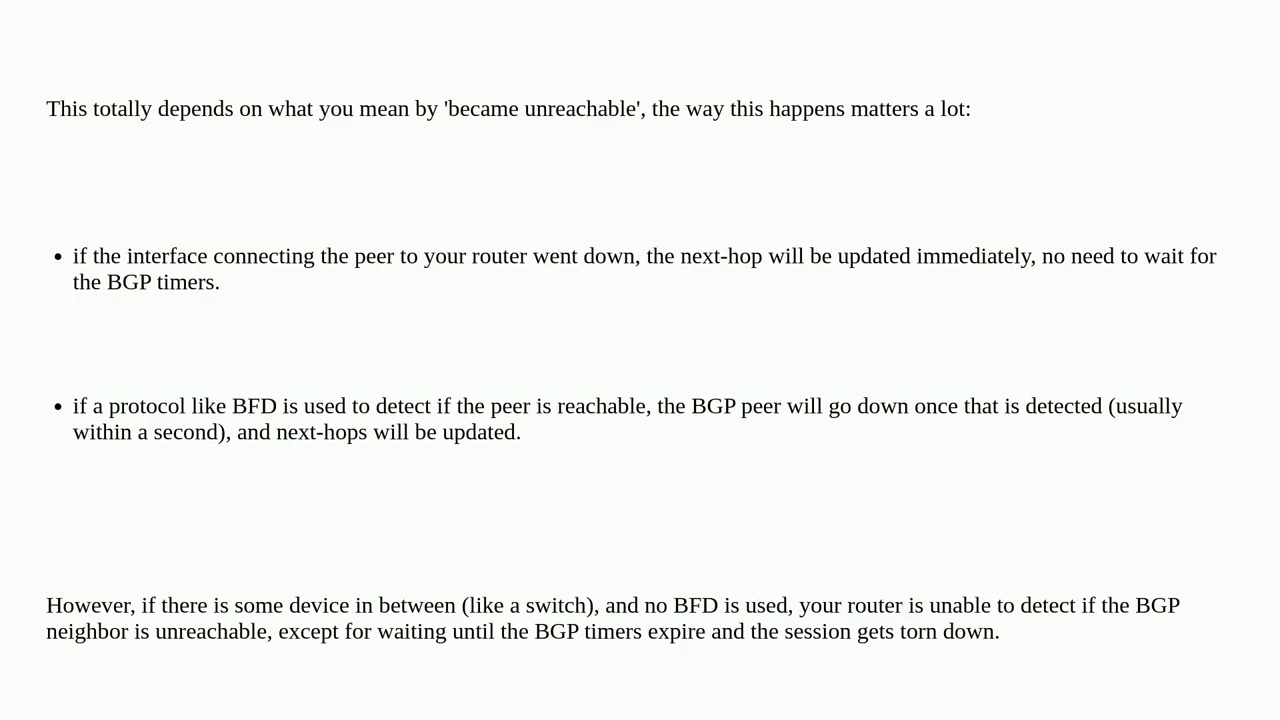 This totally depends on what you mean by 'became unreachable', the way this happens matters a lot:
• if the interface connecting the peer to your router went down, the next-hop will be updated immediately, no need to wait for
the BGP timers.
• if a protocol like BFD is used to detect if the peer is reachable, the BGP peer will go down once that is detected (usually
within a second), and next-hops will be updated.
However, if there is some device in between (like a switch), and no BFD is used, your router is unable to detect if the BGP
neighbor is unreachable, except for waiting until the BGP timers expire and the session gets torn down.